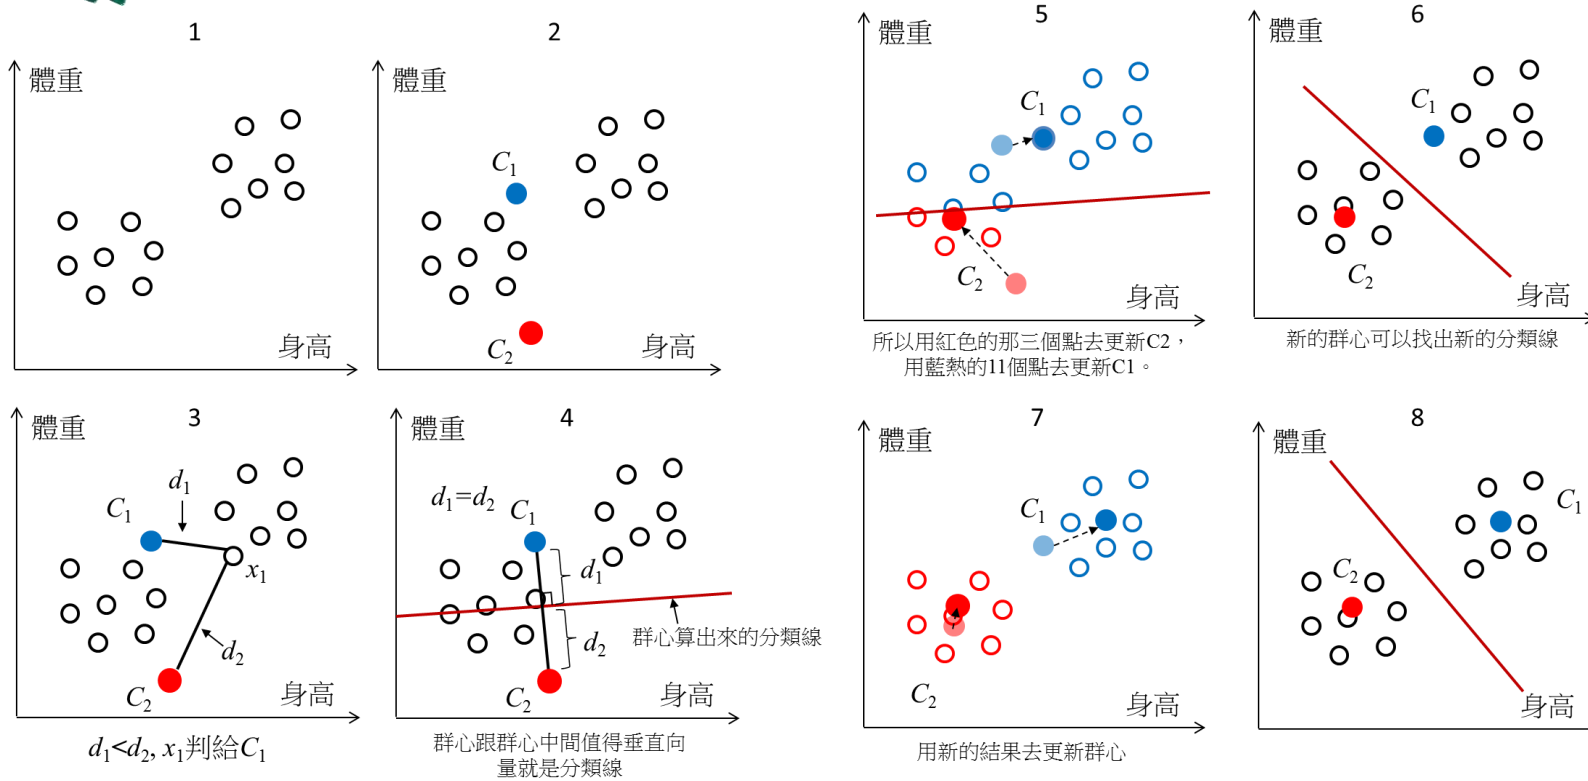 1
體重
身高
2
體重
C1
C2
身高
3
體重
d1
C1
x1
d2
C2
身高
d1<d2, x1判給C1
4
體重
d1=d2
C1
d1
d2
群心算出來的分類線
C2
身高
群心跟群心中間值得垂直向
量就是分類線
5
體重
C1
C2
身高
所以用紅色的那三個點去更新C2，
用藍熱的11個點去更新C1。
6
體重
C1
C2
身高
新的群心可以找出新的分類線
7
體重
C1
C2
身高
用新的結果去更新群心
8
體重
C1
C2
身高